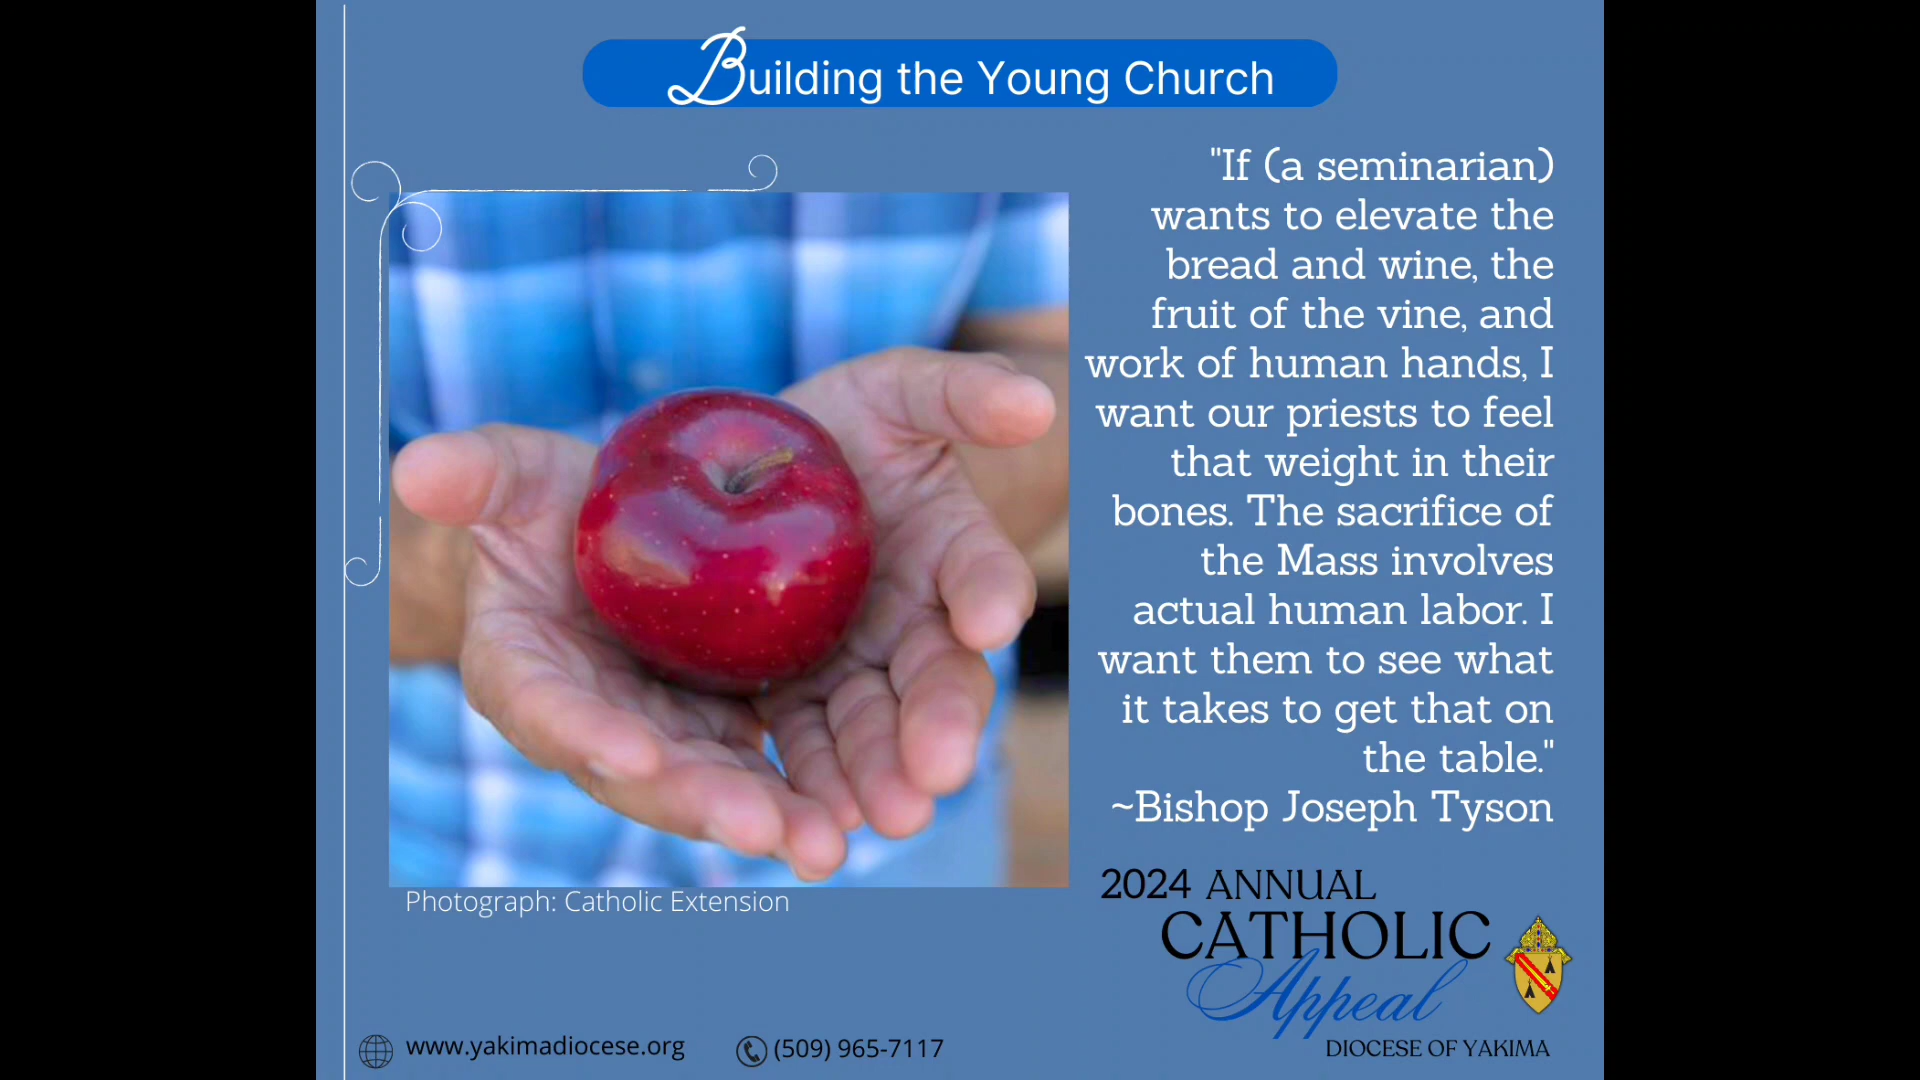 Building the Young Church
"If (a seminarian)
wants to elevate the
bread and wine, the
fruit of the vine, and
work of human hands, I
want our priests to feel
that weight in their
bones. The sacrifice of
the Mass involves
actual human labor. I
want them to see what
it takes to get that on
the table."
~Bishop Joseph Tyson
Photograph: Catholic Extension
2024 ANNUAL
CATHOLIC
Appeal
DIOCESE OF YAKIMA
www.yakimadiocese.org
(509) 965-7117